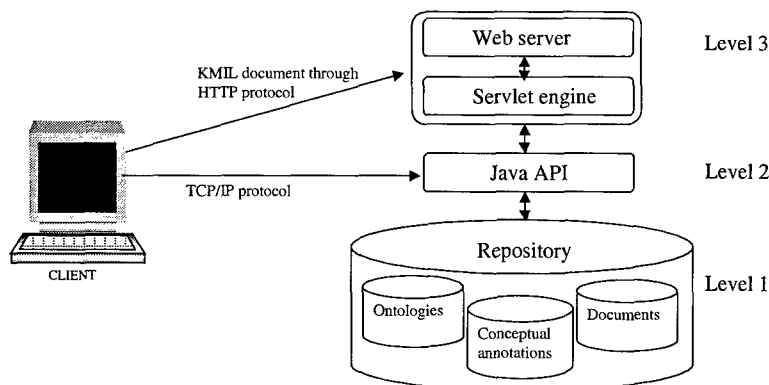 Web server
Level 3
KMIL document through
HTTP protocol
Servlet engine
Java API
Level 2
TCP/IP protocol
Repository
CLIENT
Level 1
Ontologies
Documents
Conceptual
annotations